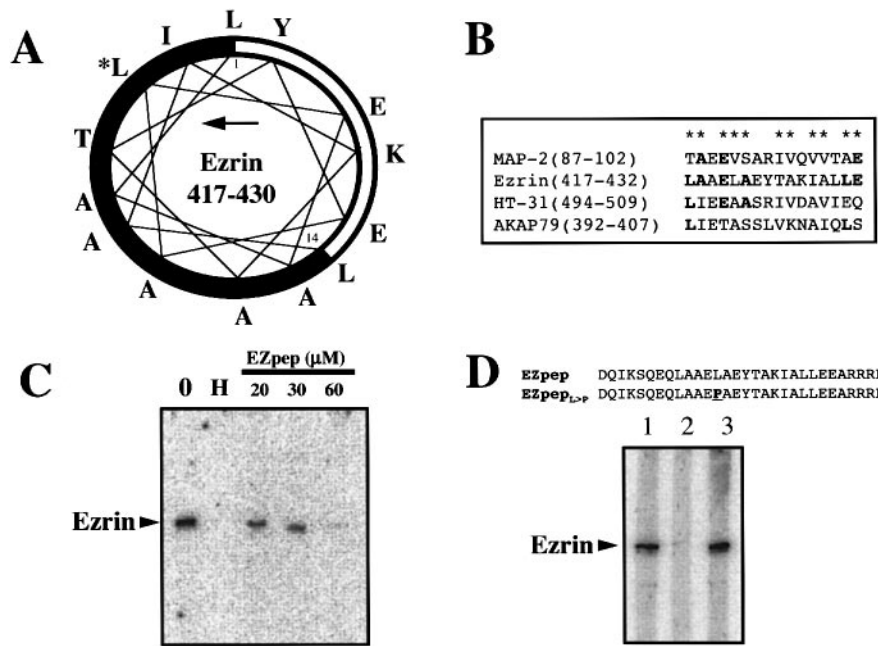 A
L
Y
I
*L
E
T
K
A
E
A
L
A
A
A
1
14
Ezrin
417-430
B
** *** ** ** **
MAP-2(87-102) TAEEVSARIVQVVTAE
Ezrin(417-432) LAAELAEYTAKIALLE
HT-31(494-509) LIEEAASRIVDAVIEQ
AKAP79(392-407) LIETASSLVKNAIQLS
C
EZpep (μM)
0 H 20 30 60
Ezrin
D
EZpep DQIKSQEQLAAELAEYTAKIALLEEARRR
EZpepL>P DQIKSQEQLAAEPAEYTAKIALLEEARRR
1 2 3
Ezrin